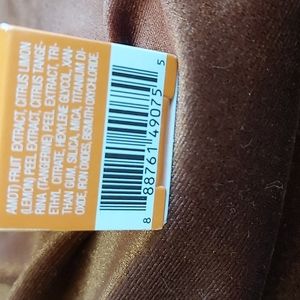 AMOT) FRUIT EXTRACT, CITRUS LIMON
(LEMON) PEEL EXTRACT, CITRUS TANGE-
RINA (TANGERINE) PEEL EXTRACT, TRI-
ETHYL CITRATE, HEXYLENE GLYCOL, XAN-
THAN GUM, SILICA, MICA, TITANIUM DI-
OXIDE, IRON OXIDES, BISMUTH OXYCHLORIDE.
8 88761 49075 5